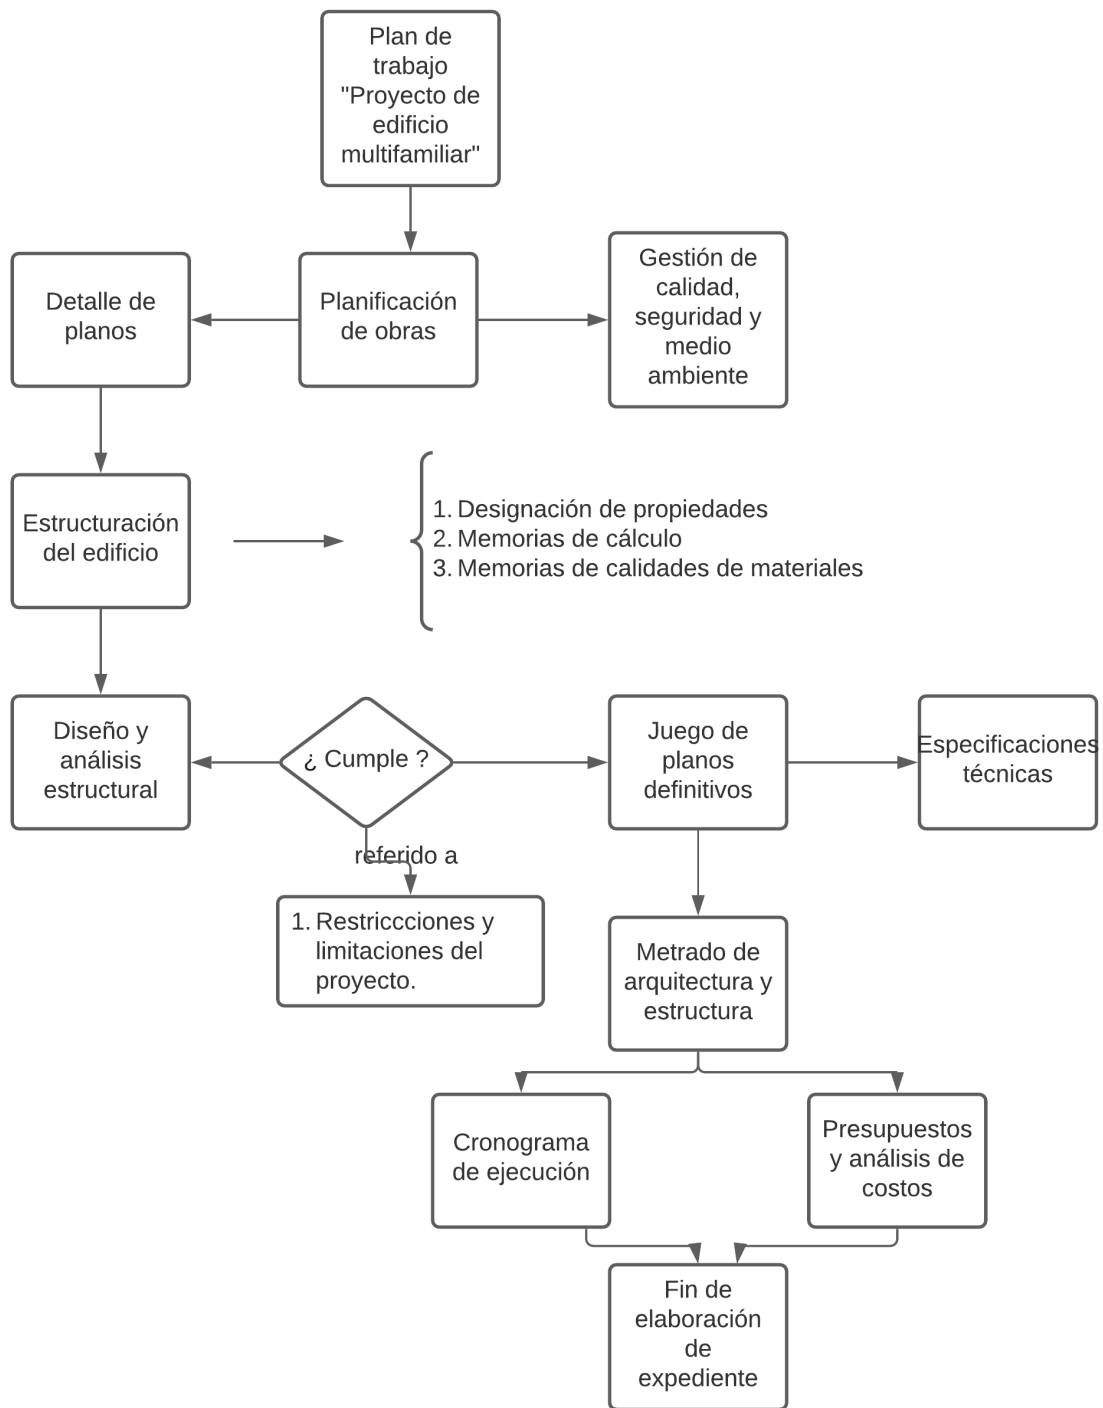 Plan de
trabajo
"Proyecto de
edificio
multifamiliar"
Detalle de
planos
Planificación
de obras
Gestión de
calidad,
seguridad y
medio
ambiente
Estructuración
del edificio
1. Designación de propiedades
2. Memorias de cálculo
3. Memorias de calidades de materiales
Diseño y
análisis
estructural
¿ Cumple ?
Juego de
planos
definitivos
Especificaciones
técnicas
referido a
1. Restriccciones y
limitaciones del
proyecto.
Metrado de
arquitectura y
estructura
Cronograma
de ejecución
Presupuestos
y análisis de
costos
Fin de
elaboración
de
expediente